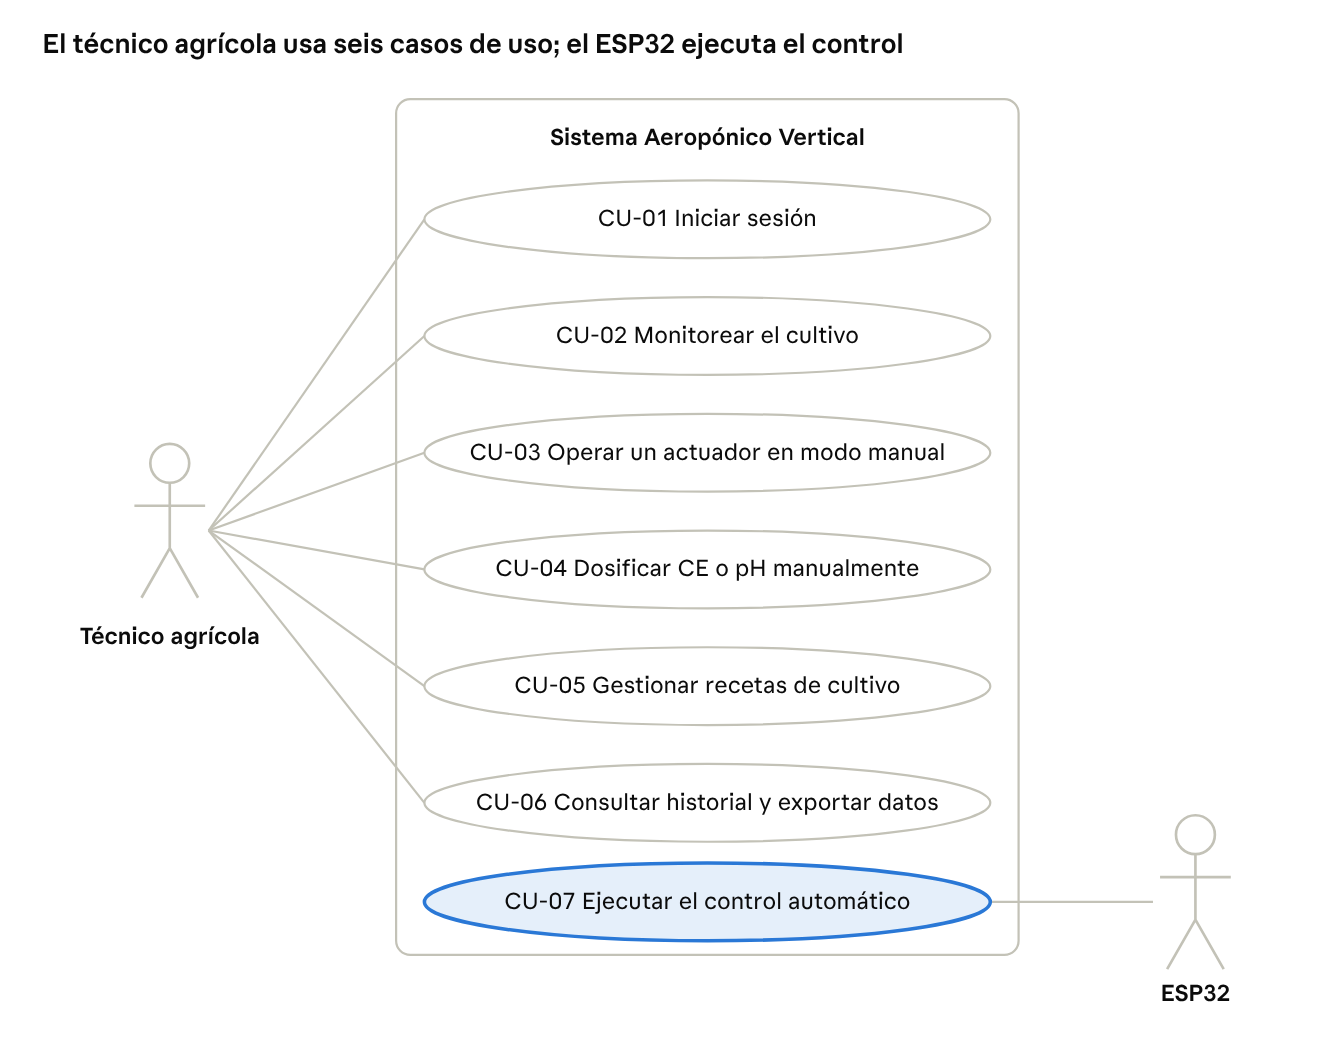 El técnico agrícola usa seis casos de uso; el ESP32 ejecuta el control
Sistema Aeropónico Vertical
CU-01 Iniciar sesión
CU-02 Monitorear el cultivo
CU-03 Operar un actuador en modo manual
CU-04 Dosificar CE o pH manualmente
Técnico agrícola
CU-05 Gestionar recetas de cultivo
CU-06 Consultar historial y exportar datos
CU-07 Ejecutar el control automático
ESP32